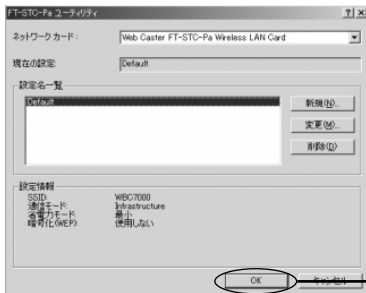 FT-STC-Pa ユーティリティ
ネットワークカード: Web Caster FT-STC-Pa Wireless LAN Card
現在の設定: Default
設定名一覧
Default
新規(N)...
変更(M)...
削除(D)
設定情報
SSID: WBC7000
通信モード: Infrastructure
省電力モード: 最小
暗号化(WEP): 使用しない
OK
キャンセル